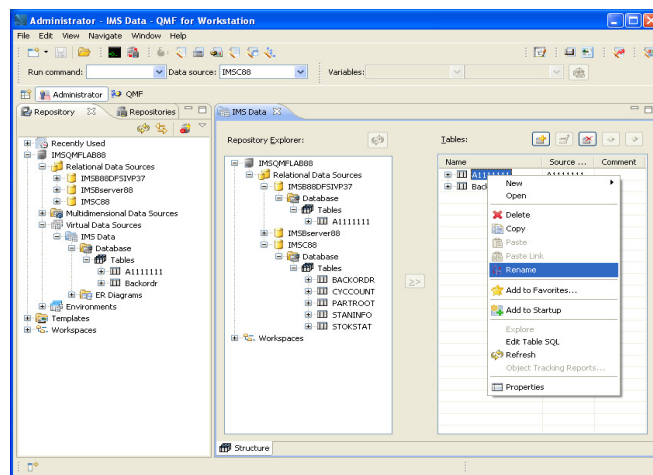 Administrator - IMS Data - QMF for Workstation
File Edit View Navigate Window Help
Run command: Data source: IMSC88 Variables:
Administrator QMF
Repository Repositories
Recently Used
IMSQMFLAB88
Relational Data Sources
IMSB88DFSIVP37
IMSBserver88
IMSC88
Multidimensional Data Sources
Virtual Data Sources
IMS Data
Database
Tables
A1111111
Backordr
ER Diagrams
Environments
Templates
Workspaces
IMS Data
Repository Explorer:
IMSQMFLAB88
Relational Data Sources
IMSB88DFSIVP37
Database
Tables
A1111111
IMSBserver88
IMSC88
Database
Tables
BACKORDR
CYCCOUNT
PARTROOT
STANINFO
STOKSTAT
Workspaces
>>
Tables:
Name Source ... Comment
A1111111 A1111111
Back
New
Open
Delete
Copy
Paste
Paste Link
Rename
Add to Favorites...
Add to Startup
Explore
Edit Table SQL
Refresh
Object Tracking Reports...
Properties
Structure